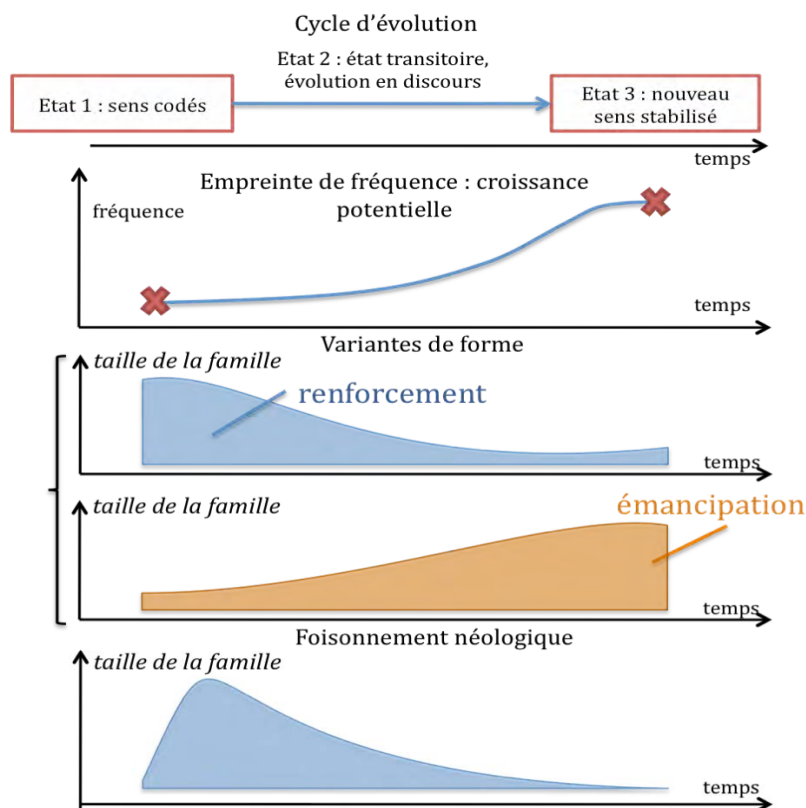 Cycle d'évolution
Etat 2 : état transitoire,
évolution en discours
Etat 1 : sens codés
Etat 3 : nouveau
sens stabilisé
temps
Empreinte de fréquence : croissance
potentielle
fréquence
temps
Variantes de forme
taille de la famille
renforcement
temps
taille de la famille
émancipation
temps
Foisonnement néologique
taille de la famille
temps